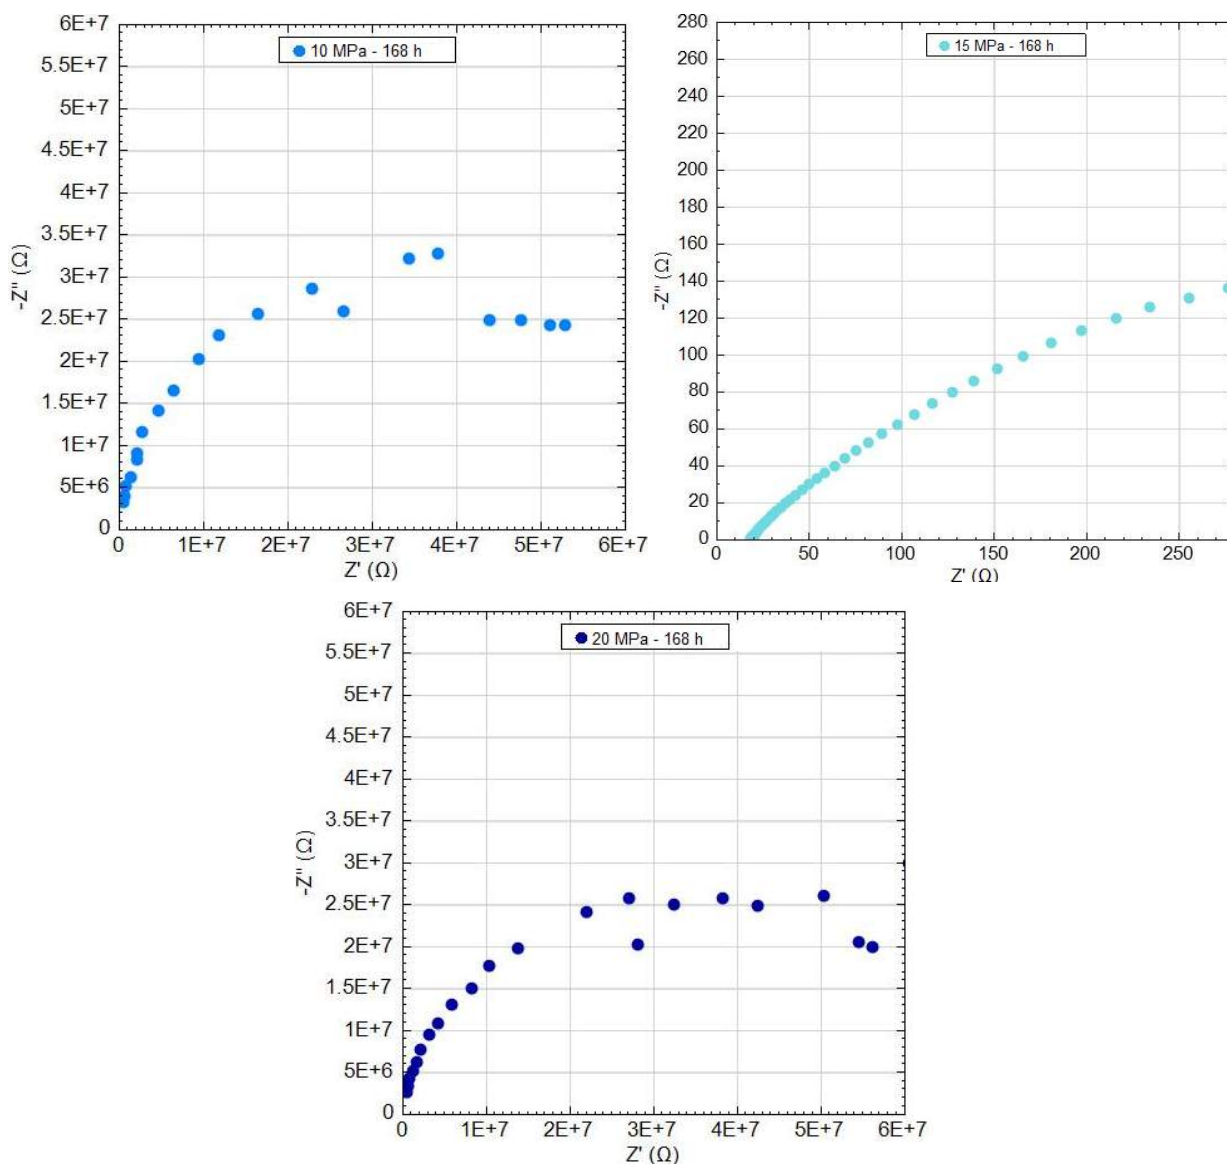 6E+7
10 MPa - 168 h
5.5E+7
5E+7
4.5E+7
4E+7
3.5E+7
3E+7
2.5E+7
2E+7
1.5E+7
1E+7
5E+6
0
-Z" (Ω)
0 1E+7 2E+7 3E+7 4E+7 5E+7 6E+7
Z' (Ω)
280
15 MPa - 168 h
260
240
220
200
180
160
140
120
100
80
60
40
20
0
-Z" (Ω)
0 50 100 150 200 250
Z' (Ω)
6E+7
20 MPa - 168 h
5.5E+7
5E+7
4.5E+7
4E+7
3.5E+7
3E+7
2.5E+7
2E+7
1.5E+7
1E+7
5E+6
0
-Z" (Ω)
0 1E+7 2E+7 3E+7 4E+7 5E+7 6E+7
Z' (Ω)